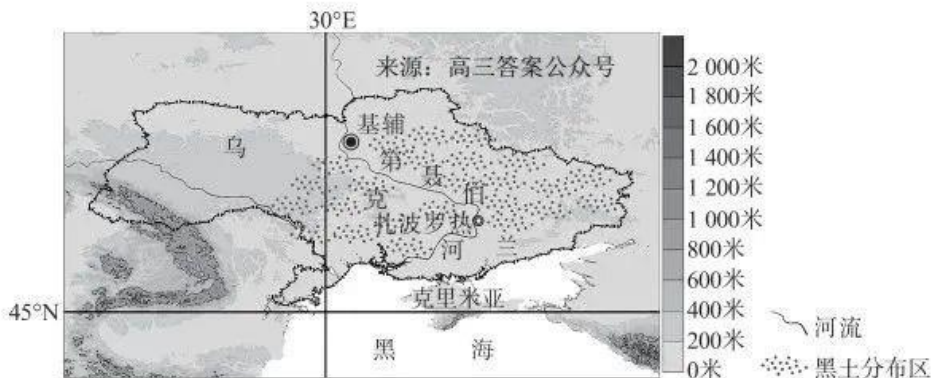 30°E
来源：高三答案公众号
基辅
乌
第
聂
克
伯
扎波罗热
河
兰
克里米亚
45°N
黑 海
2 000米
1 800米
1 600米
1 400米
1 200米
1 000米
800米
600米
400米
200米
0米
河流
黑土分布区